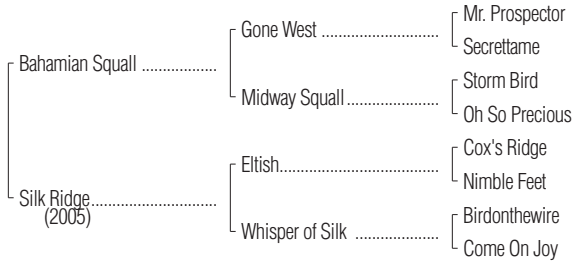 Mr. Prospector
Gone West ........................
Secrettame
Bahamian Squall ................
Storm Bird
Midway Squall...................
Oh So Precious
Cox's Ridge
Eltish..................................
Nimble Feet
Silk Ridge..........................
(2005)
Birdonthewire
Whisper of Silk .................
Come On Joy